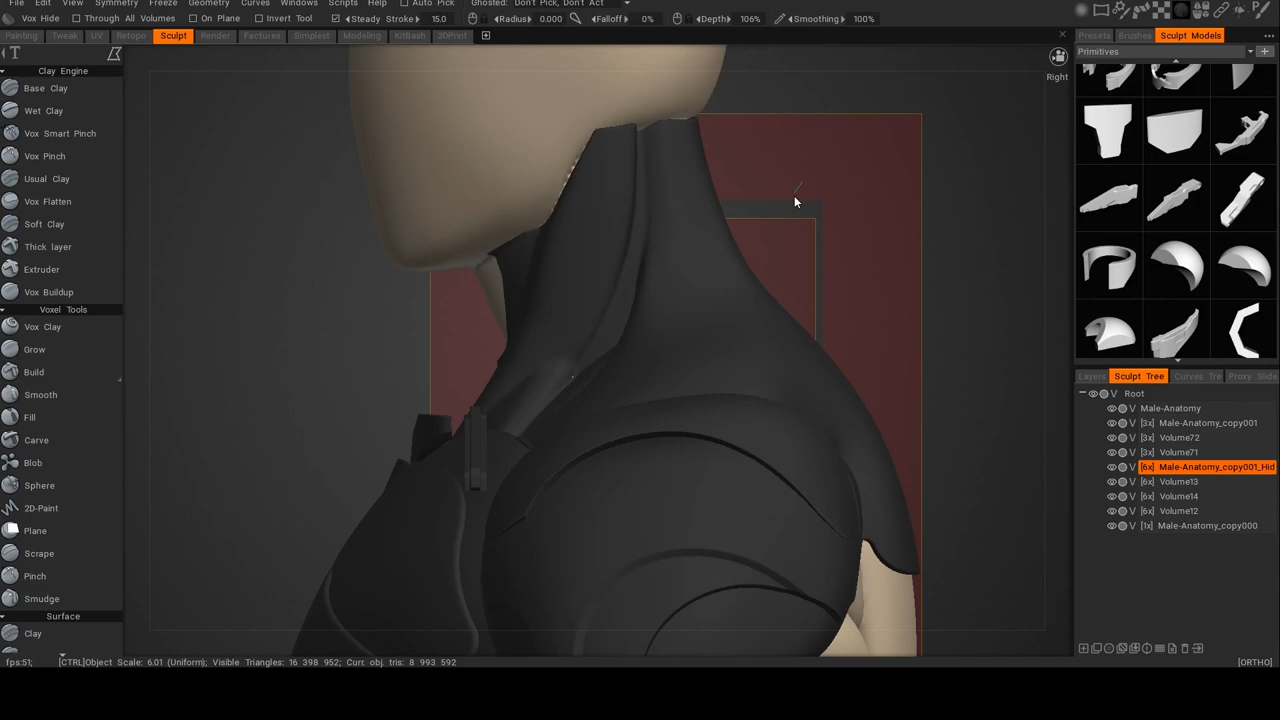 File Edit View Symmetry Freeze Geometry Curves Windows Scripts Help Auto Pick Ghosted: Don't Pick, Don't Act
Vox Hide Through All Volumes On Plane Invert Tool Steady Stroke 15.0 Radius 0.000 Falloff 0% Depth 106% Smoothing 100%
Painting Tweak UV Retopo Sculpt Render Factures Simplest Modeling KitBash 3DPrint
Clay Engine
Base Clay
Wet Clay
Vox Smart Pinch
Vox Pinch
Usual Clay
Vox Flatten
Soft Clay
Thick layer
Extruder
Vox Buildup
Voxel Tools
Vox Clay
Grow
Build
Smooth
Fill
Carve
Blob
Sphere
2D-Paint
Plane
Scrape
Pinch
Smudge
Surface
Clay
Right
Presets Brushes Sculpt Models
Primitives
Layers Sculpt Tree Curves Tre Proxy Slide
V Root
V Male-Anatomy
V [3x] Male-Anatomy_copy001
V [3x] Volume72
V [3x] Volume71
V [6x] Male-Anatomy_copy001_Hid
V [6x] Volume13
V [6x] Volume14
V [6x] Volume12
V [1x] Male-Anatomy_copy000
fps:51; [CTRL]Object Scale: 6.01 (Uniform); Visible Triangles: 16 398 952; Curr. obj. tris: 8 993 592 [ORTHO]